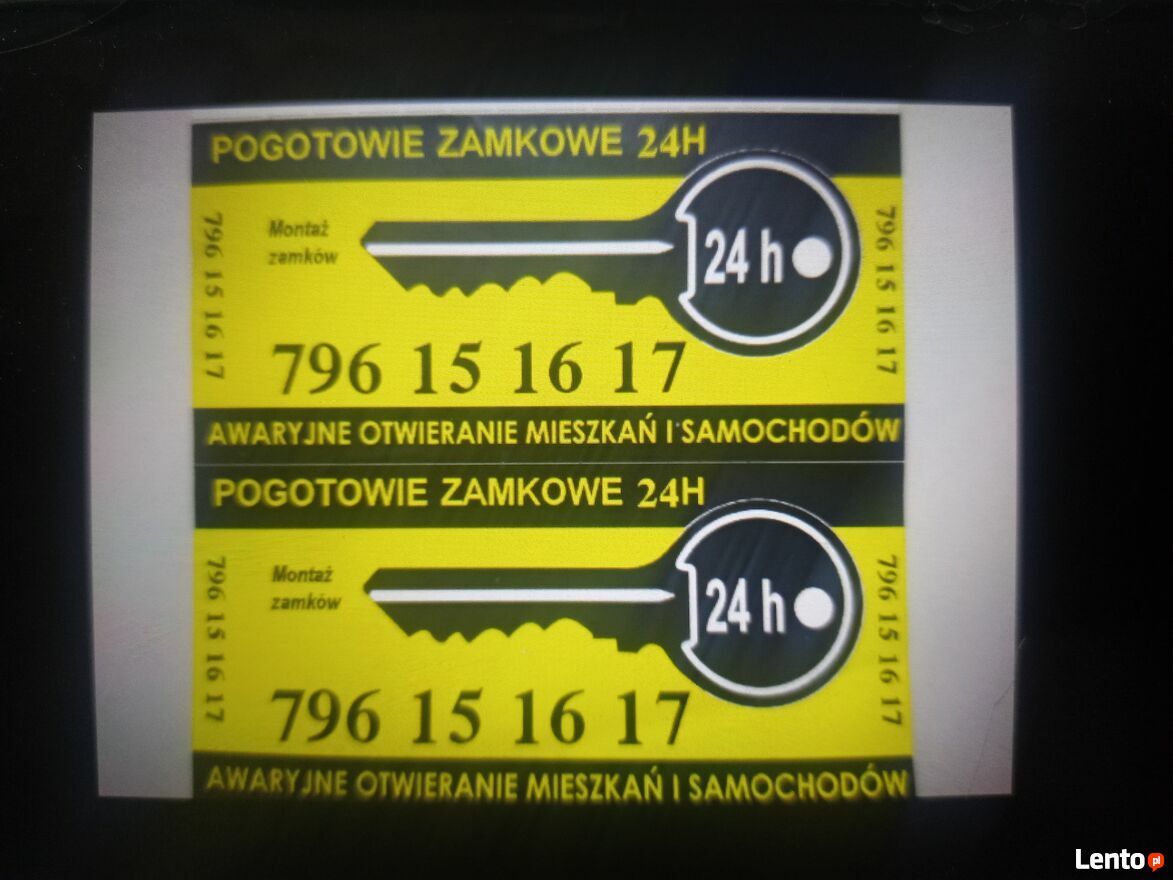 POGOTOWIE ZAMKOWE 24H
Montaż
zamków
24 h
796 15 16 17
796 15 16 17
796 15 16 17
AWARYJNE OTWIERANIE MIESZKAŃ I SAMOCHODÓW
POGOTOWIE ZAMKOWE 24H
Montaż
zamków
24 h
796 15 16 17
796 15 16 17
796 15 16 17
AWARYJNE OTWIERANIE MIESZKAŃ I SAMOCHODÓW
Lento pl